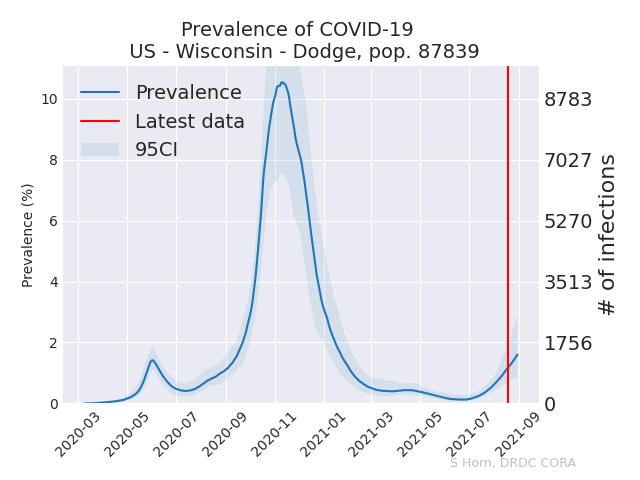 Prevalence of COVID-19
US - Wisconsin - Dodge, pop. 87839
Prevalence
Latest data
95CI
Prevalence (%)
10
8
6
4
2
0
8783
7027
5270
3513
1756
0
# of infections
2020-03
2020-05
2020-07
2020-09
2020-11
2021-01
2021-03
2021-05
2021-07
2021-09
S Horn, DRDC CORA